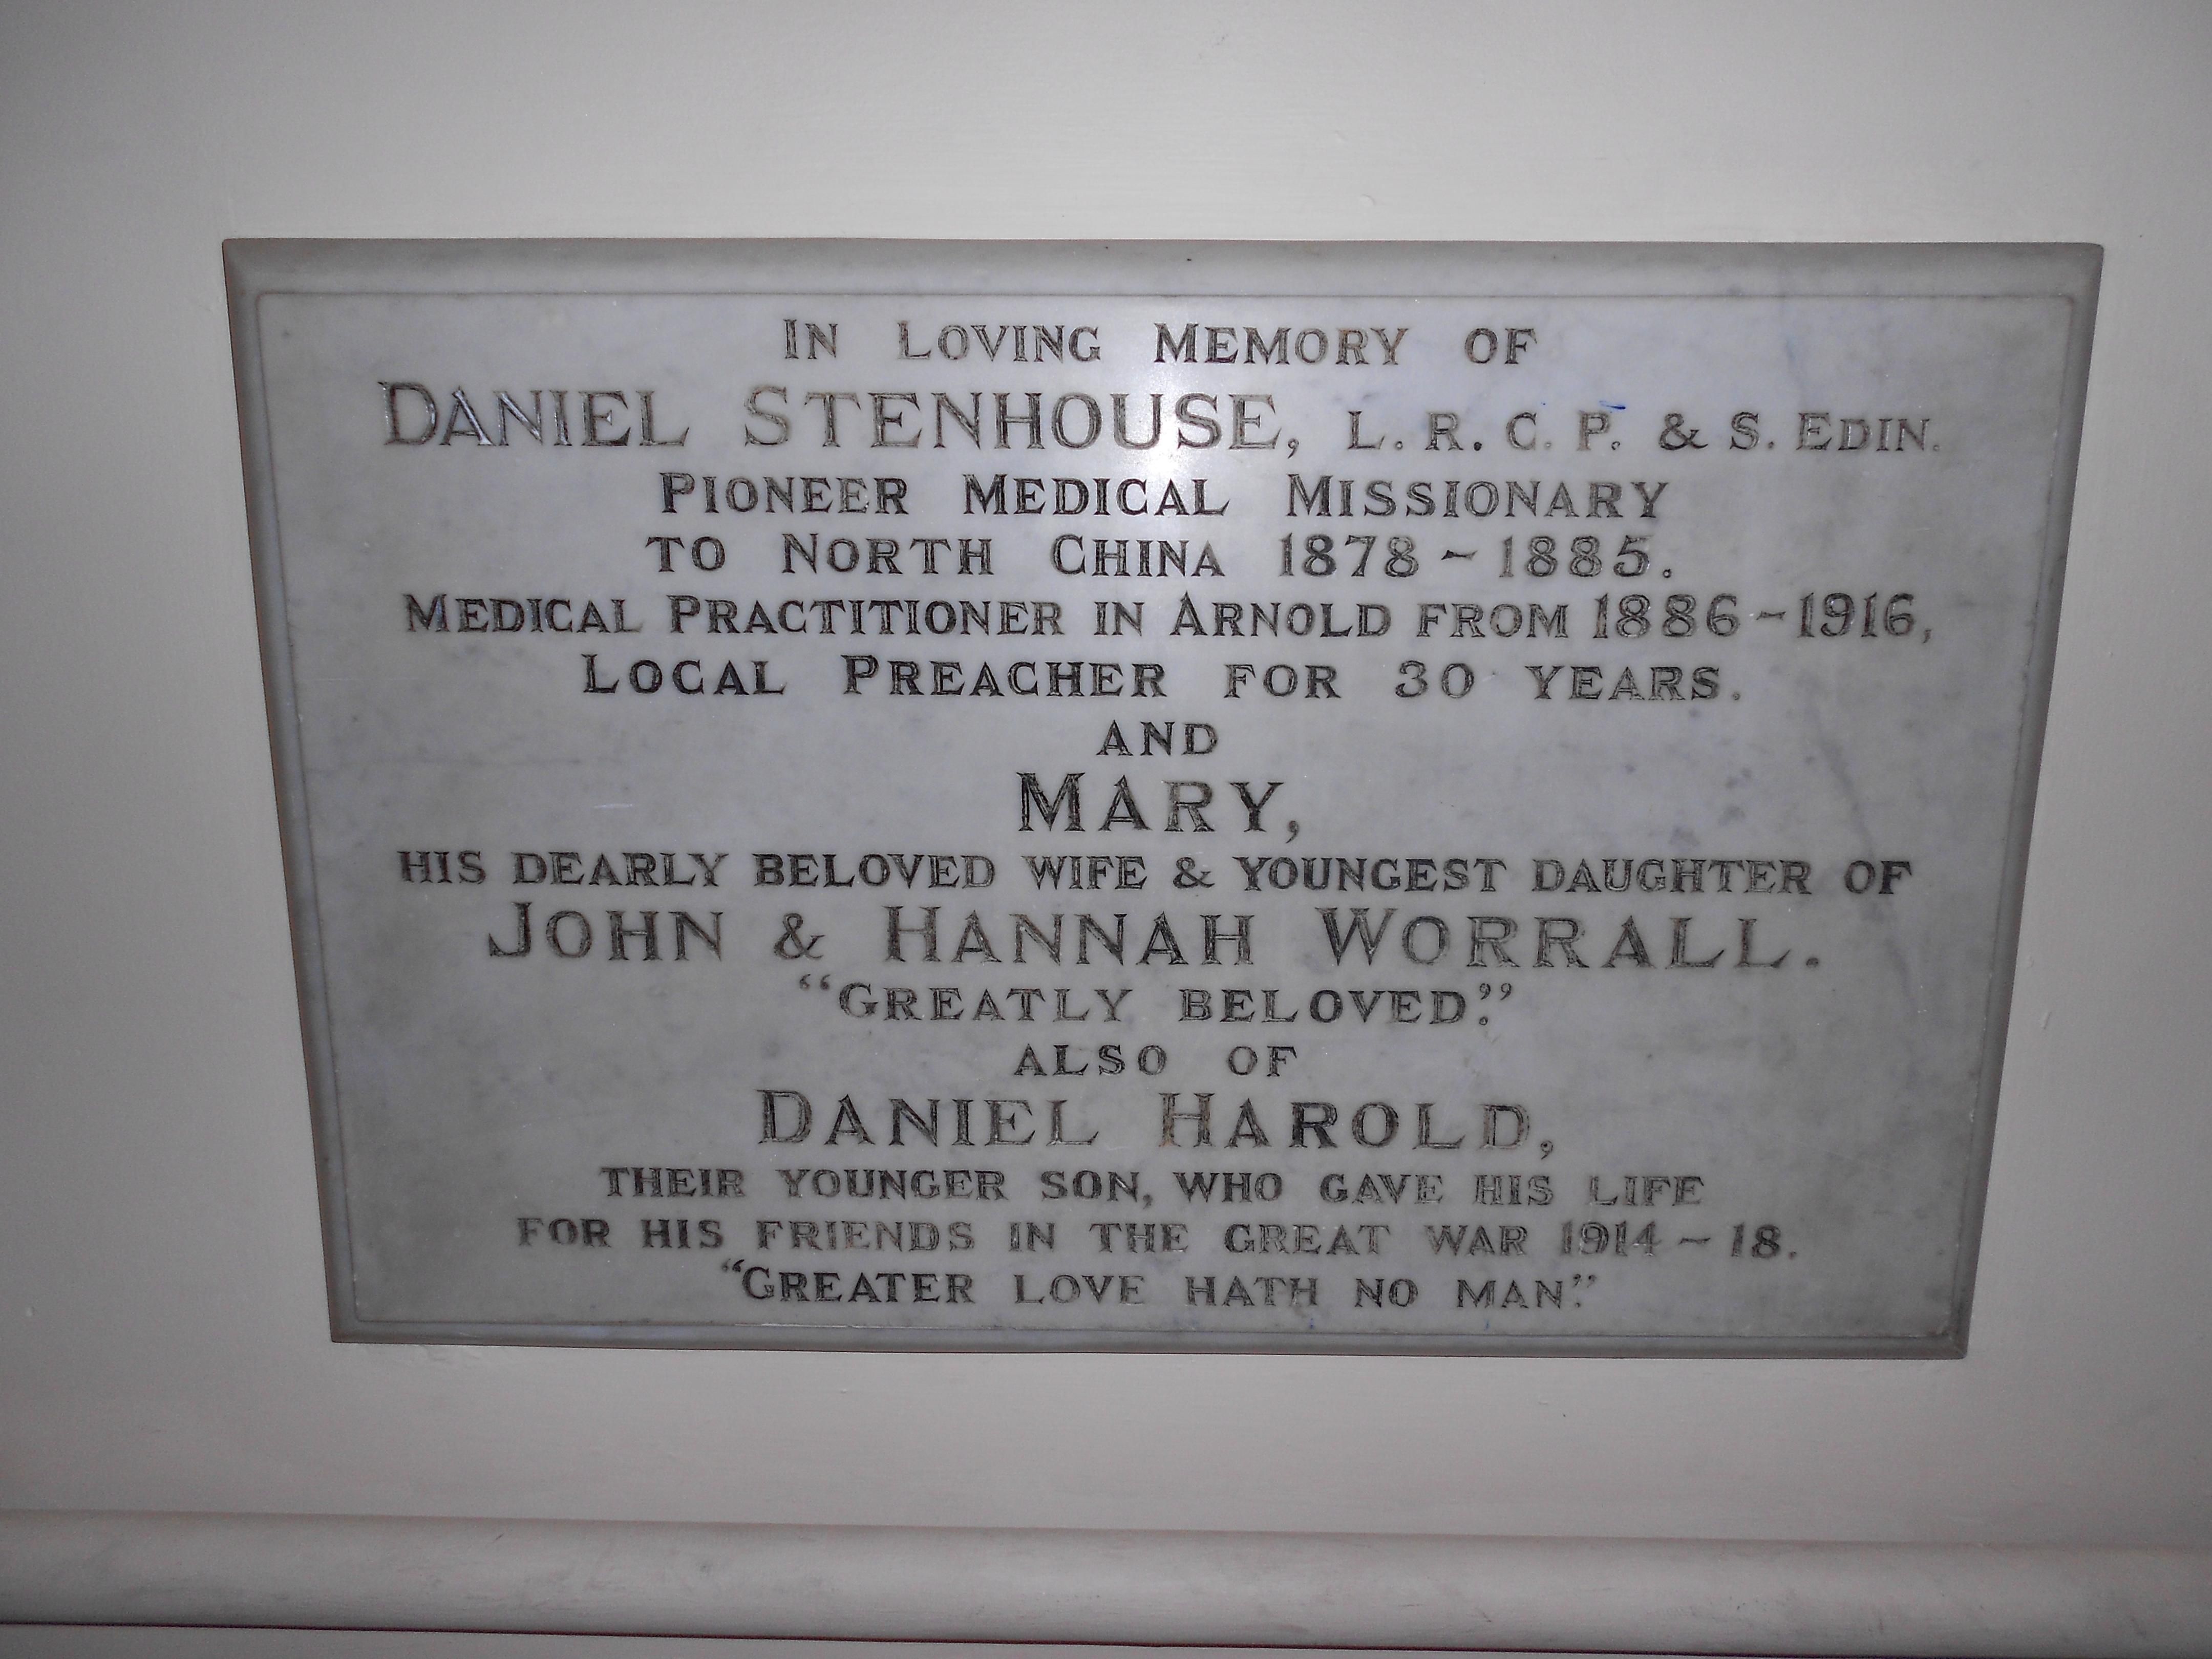 IN LOVING MEMORY OF
DANIEL STENHOUSE, L. R. C. P. & S. EDIN.
PIONEER MEDICAL MISSIONARY
TO NORTH CHINA 1878 ~ 1885.
MEDICAL PRACTITIONER IN ARNOLD FROM 1886 ~ 1916,
LOCAL PREACHER FOR 30 YEARS.
AND
MARY,
HIS DEARLY BELOVED WIFE & YOUNGEST DAUGHTER OF
JOHN & HANNAH WORRALL.
“GREATLY BELOVED.”
ALSO OF
DANIEL HAROLD,
THEIR YOUNGER SON, WHO GAVE HIS LIFE
FOR HIS FRIENDS IN THE GREAT WAR 1914 ~ 18.
“GREATER LOVE HATH NO MAN.”